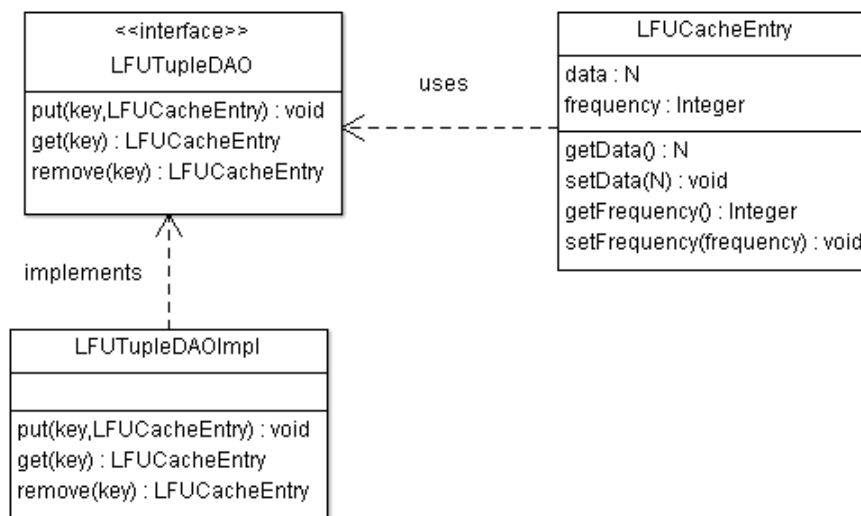 <<interface>>
LFUTupleDAO
put(key,LFUCacheEntry) : void
get(key) : LFUCacheEntry
remove(key) : LFUCacheEntry
uses
LFUCacheEntry
data : N
frequency : Integer
getData() : N
setData(N) : void
getFrequency() : Integer
setFrequency(frequency) : void
implements
LFUTupleDAOImpl
put(key,LFUCacheEntry) : void
get(key) : LFUCacheEntry
remove(key) : LFUCacheEntry